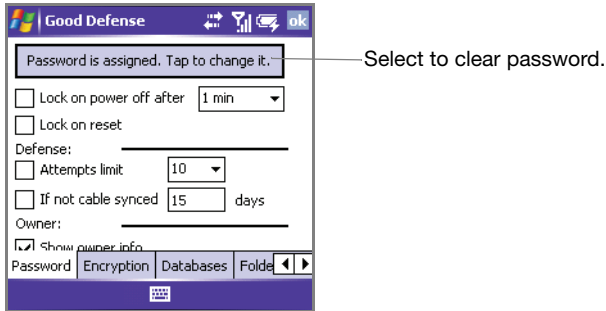 Good Defense
ok
Password is assigned. Tap to change it.
Select to clear password.
Lock on power off after 1 min
Lock on reset
Defense:
Attempts limit 10
If not cable synced 15 days
Owner:
Show owner info
Password Encryption Databases Folde